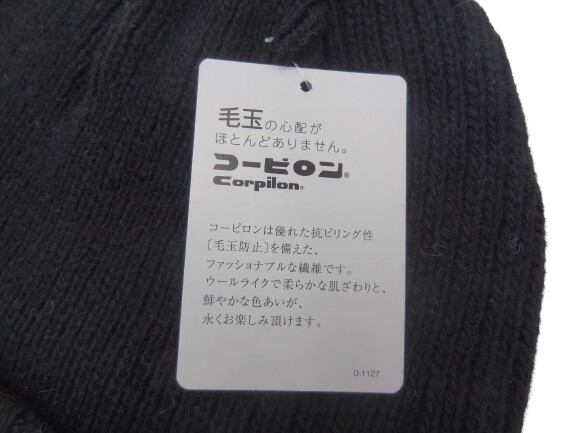 毛玉の心配が
ほとんどありません。
コーピロン®
Corpilon®
コーピロンは優れた抗ピリング性
〔毛玉防止〕を備えた、
ファッショナブルな繊維です。
ウールライクで柔らかな肌ざわりと、
鮮やかな色あいが、
永くお楽しみ頂けます。
O-1127